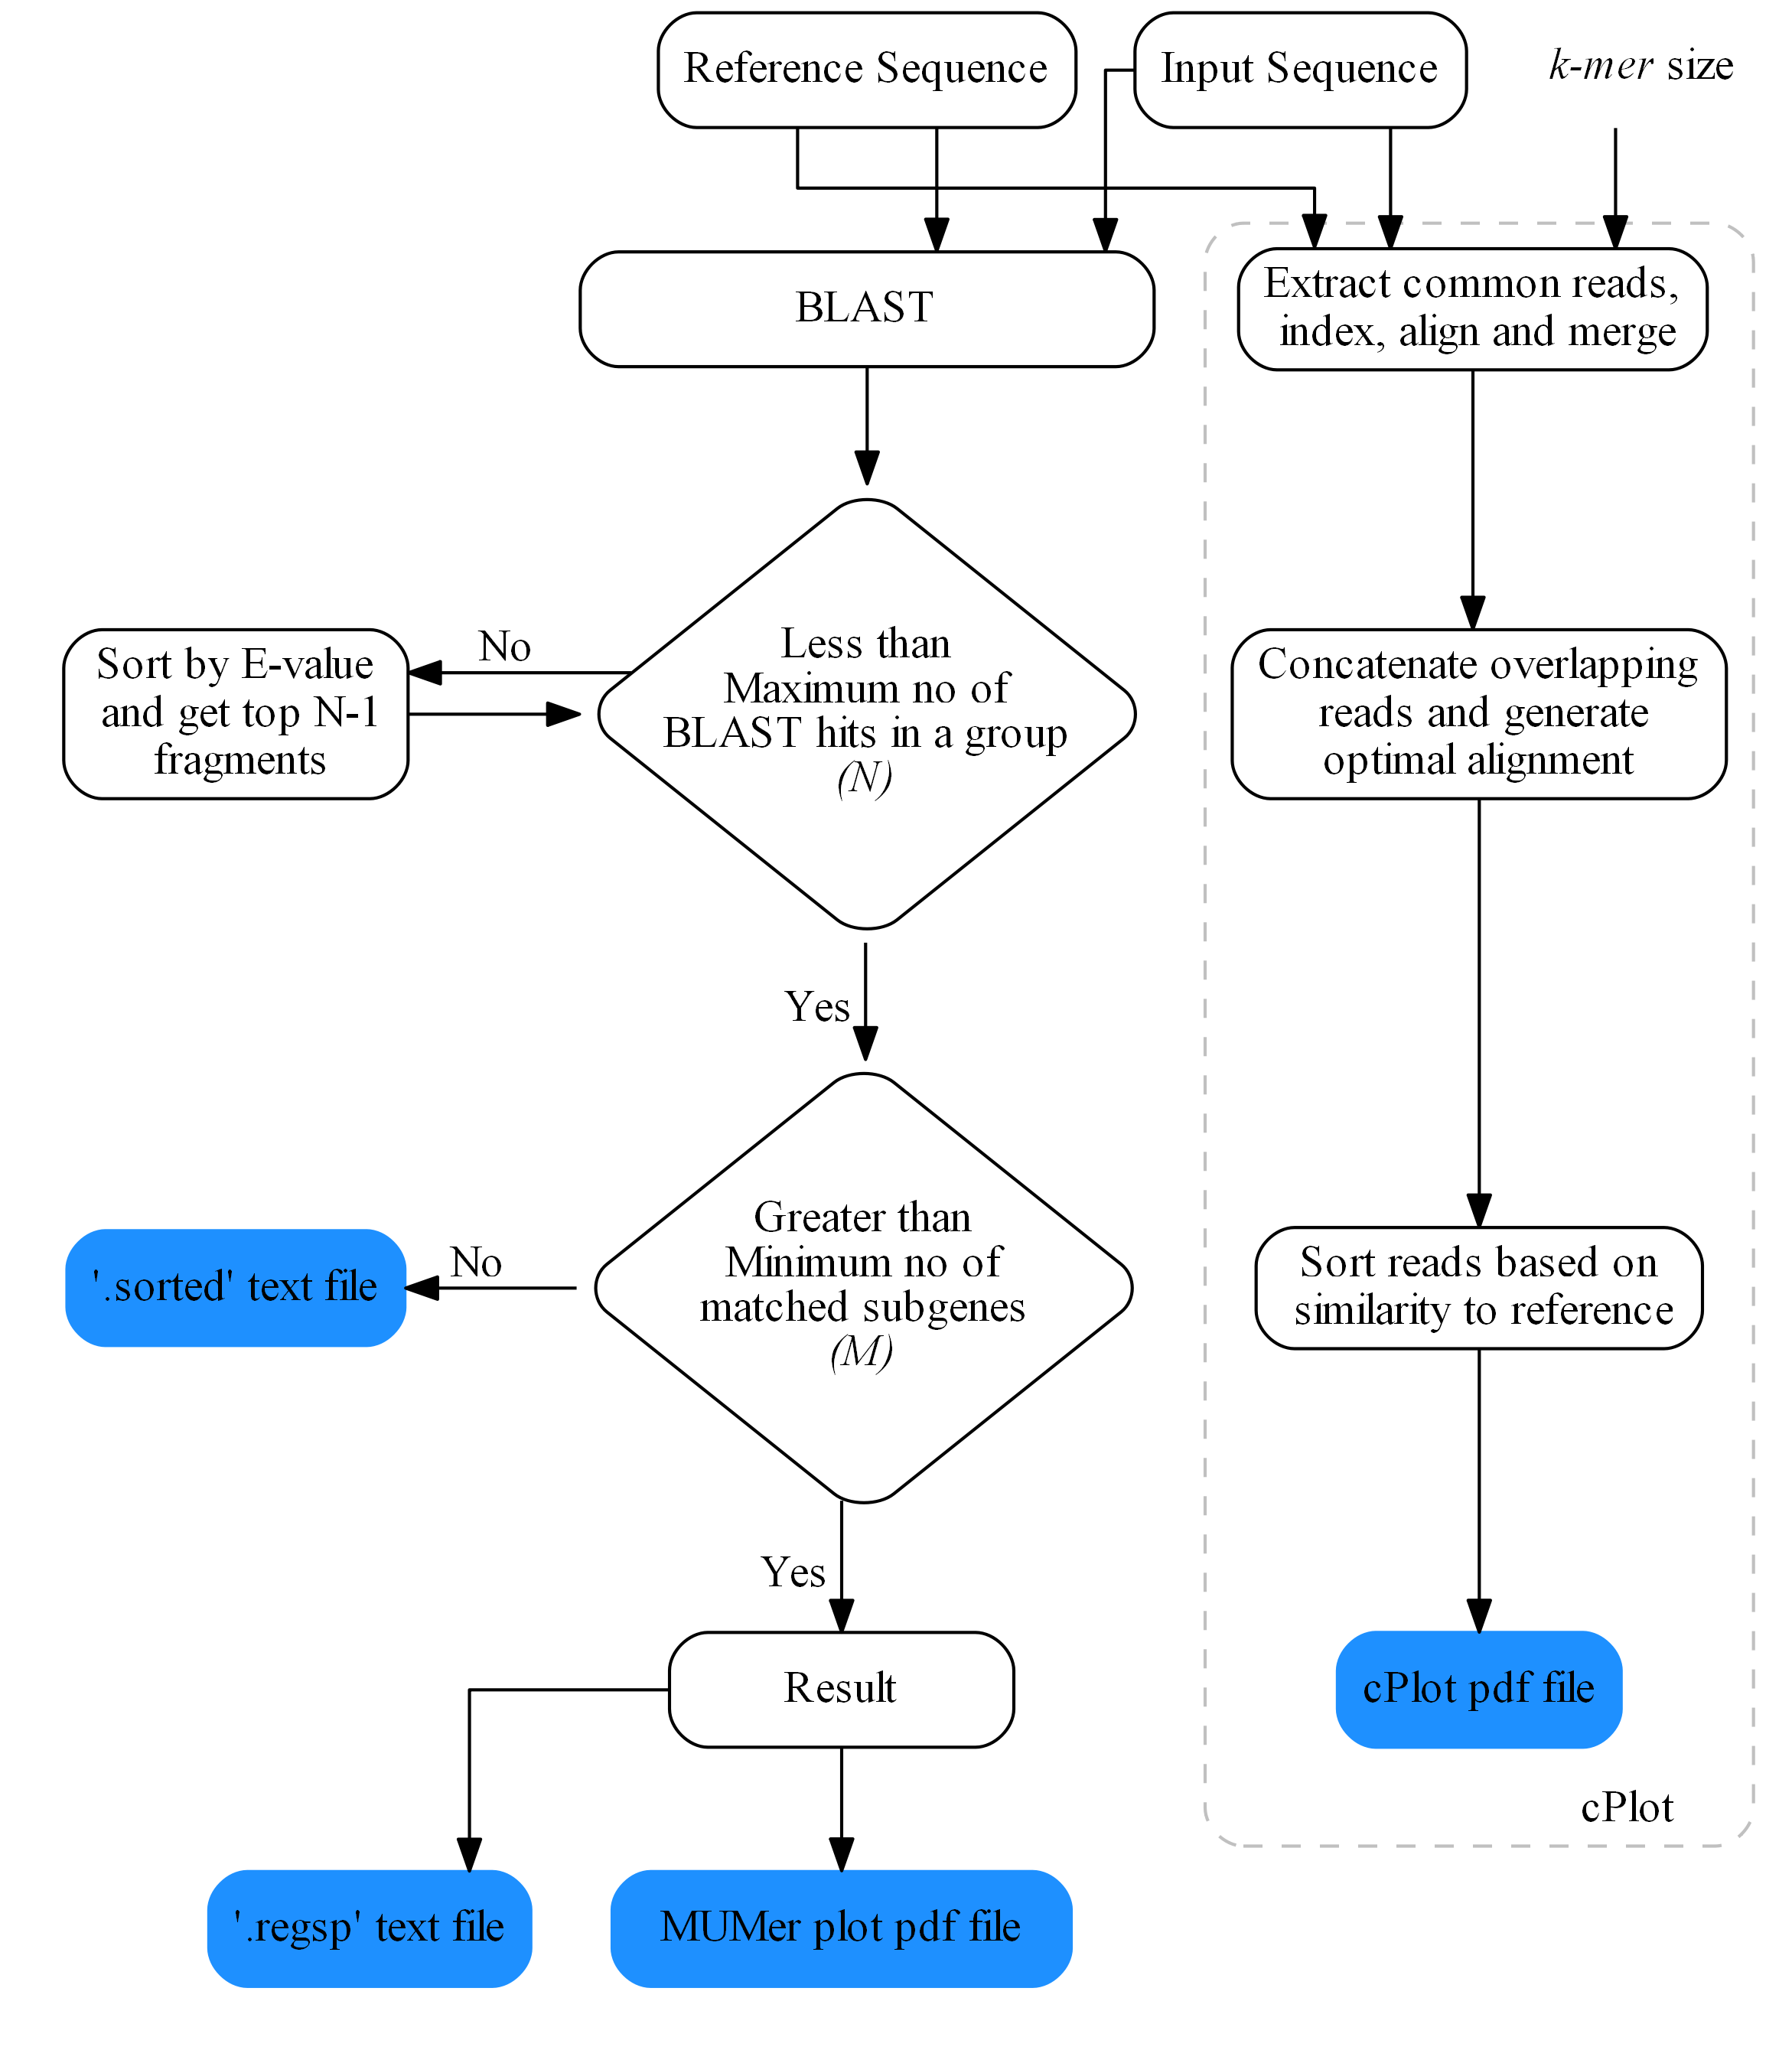 Reference Sequence
Input Sequence
k-mer size
BLAST
Extract common reads,
index, align and merge
No
Sort by E-value
and get top N-1
fragments
Less than
Maximum no of
BLAST hits in a group
(N)
Concatenate overlapping
reads and generate
optimal alignment
Yes
Greater than
Minimum no of
matched subgenes
(M)
No
'.sorted' text file
Sort reads based on
similarity to reference
Yes
Result
cPlot pdf file
cPlot
'.regsp' text file
MUMer plot pdf file